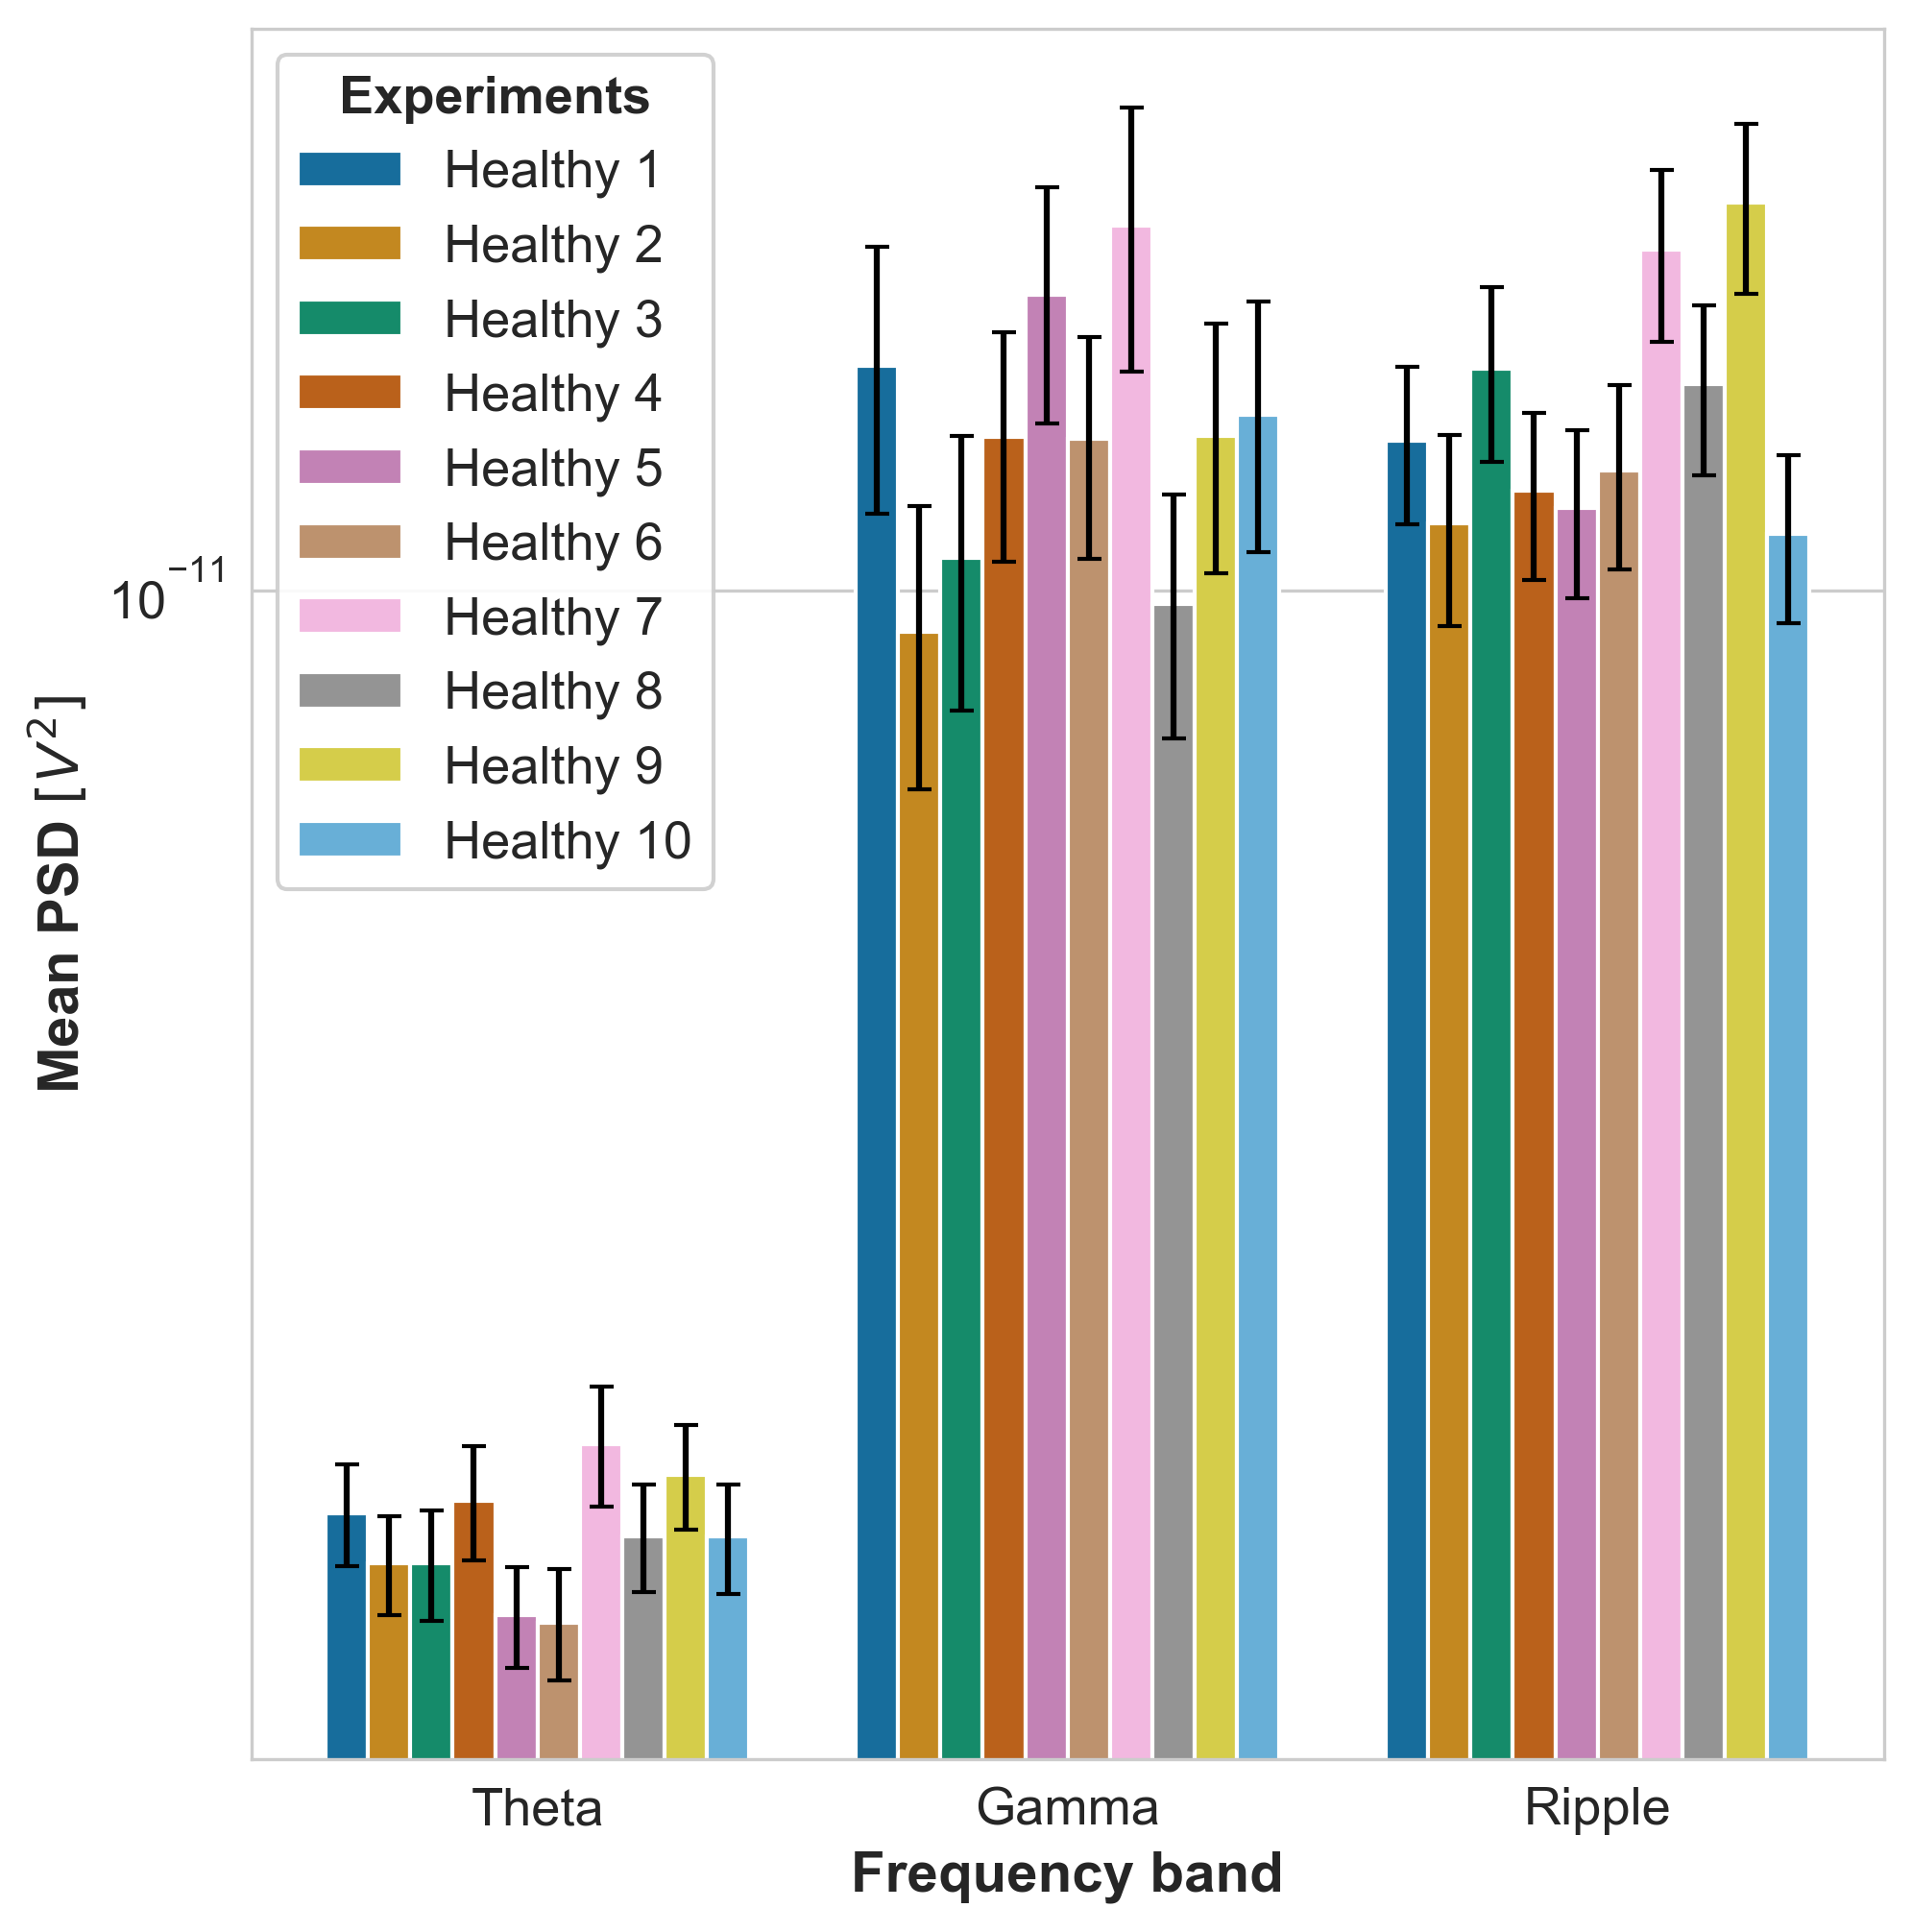 Experiments
Healthy 1
Healthy 2
Healthy 3
Healthy 4
Healthy 5
Healthy 6
Healthy 7
Healthy 8
Healthy 9
Healthy 10
10⁻¹¹
Mean PSD [V²]
Theta
Gamma
Ripple
Frequency band